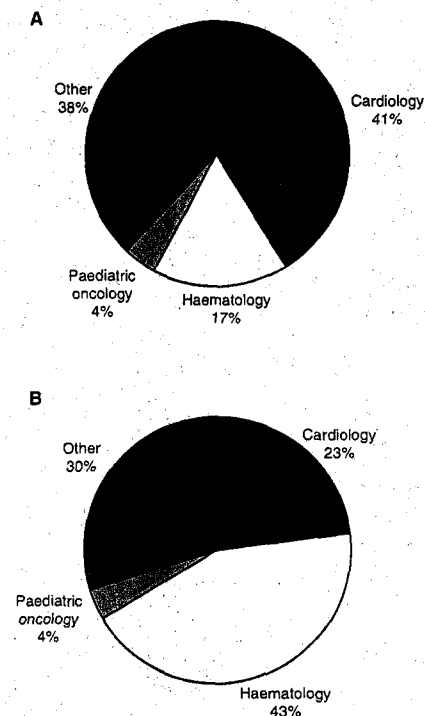 A
Other
38%
Cardiology
41%
Paediatric
oncology
4%
Haematology
17%
B
Other
30%
Cardiology
23%
Paediatric
oncology
4%
Haematology
43%